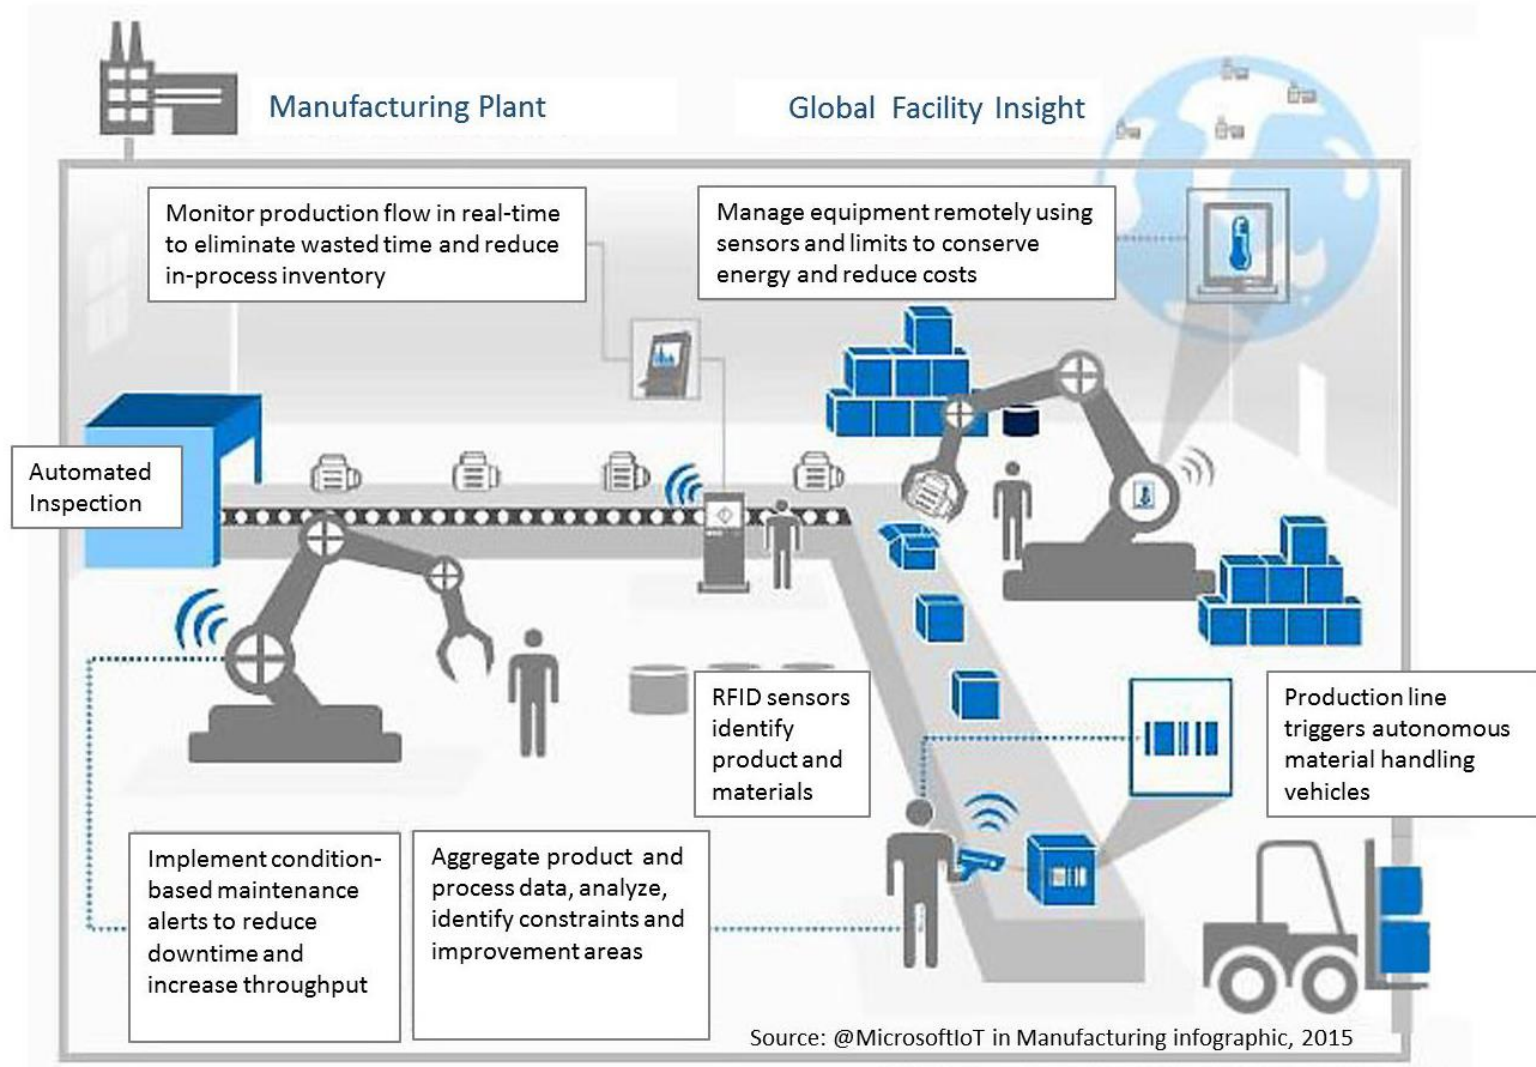 Manufacturing Plant
Global Facility Insight
Monitor production flow in real-time
to eliminate wasted time and reduce
in-process inventory
Manage equipment remotely using
sensors and limits to conserve
energy and reduce costs
Automated
Inspection
RFID sensors
identify
product and
materials
Production line
triggers autonomous
material handling
vehicles
Implement condition-
based maintenance
alerts to reduce
downtime and
increase throughput
Aggregate product and
process data, analyze,
identify constraints and
improvement areas
Source: @MicrosoftIoT in Manufacturing infographic, 2015